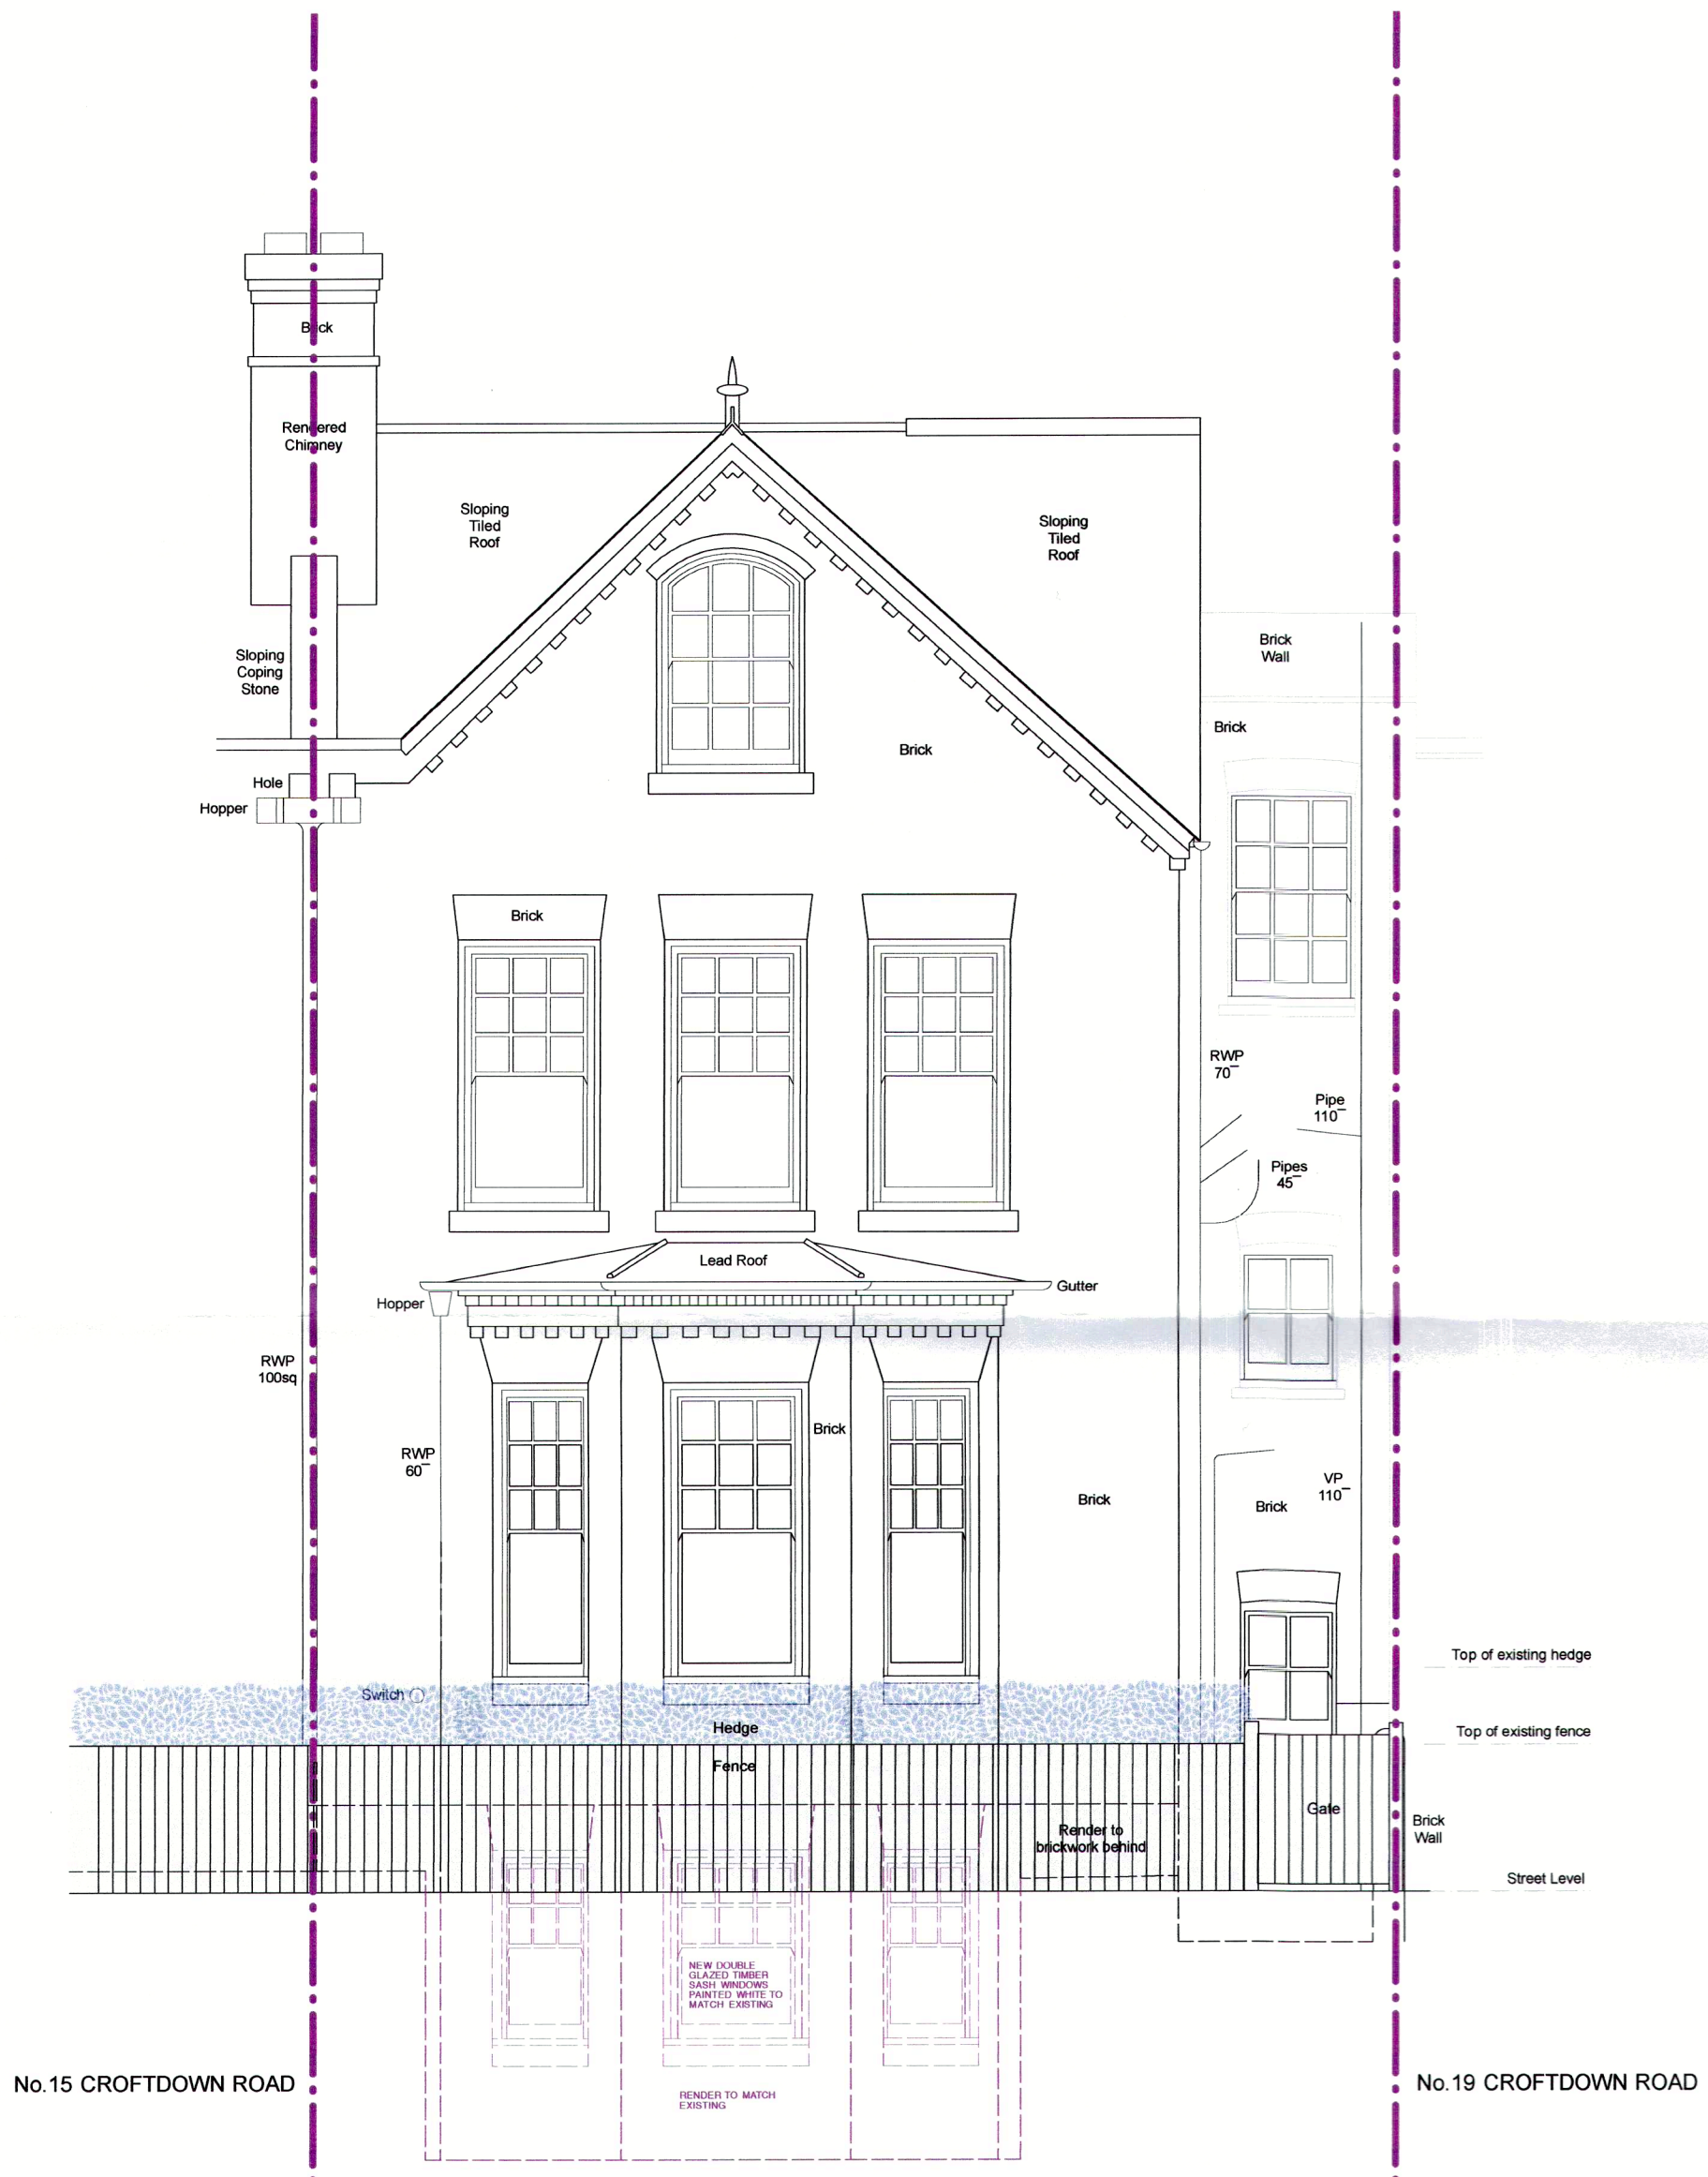 Brick
Rendered
Chimney
Sloping
Tiled
Roof
Sloping
Tiled
Roof
Brick
Wall
Sloping
Coping
Stone
Brick
Brick
Hole
Hopper
Brick
RWP
70
Pipe
110
Pipes
45
Lead Roof
Gutter
Hopper
RWP
100sq
Brick
RWP
60
VP
110
Brick
Brick
Top of existing hedge
Switch
Hedge
Top of existing fence
Fence
Gate
Render to
brickwork behind
Brick
Wall
Street Level
NEW DOUBLE
GLAZED TIMBER
SASH WINDOWS
PAINTED WHITE TO
MATCH EXISTING
No.15 CROFTDOWN ROAD
No.19 CROFTDOWN ROAD
RENDER TO MATCH
EXISTING